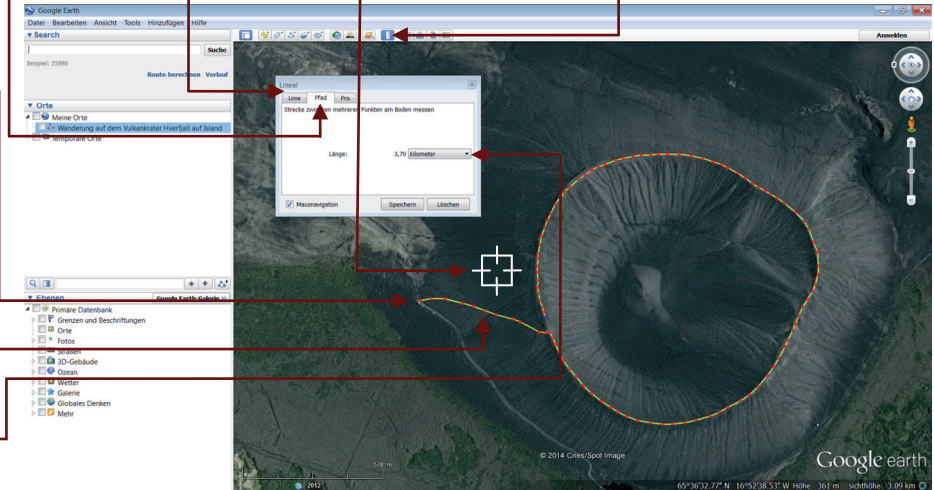 Google Earth
Datei Bearbeiten Ansicht Tools Hinzufügen Hilfe
Search
Suche
Beispiel: 25980
Route berechnen Verlauf
Orte
Meine Orte
Wanderung auf dem Vulkankrater Hverfjall auf Island
Temporäre Orte
Ebenen
Google Earth-Galerie »
Primäre Datenbank
Grenzen und Beschriftungen
Orte
Fotos
Straßen
3D-Gebäude
Ozean
Wetter
Galerie
Globales Denken
Mehr
Anmelden
Lineal
Linie Pfad Pro
Strecke zwischen mehreren Punkten am Boden messen
Länge: 3,70 Kilometer
Mausnavigation Speichern Löschen
N
© 2014 Cnes/Spot Image
Google earth
578 m
2012
65°36'32.77" N 16°52'38.53" W Höhe 361 m sichthöhe 3.09 km